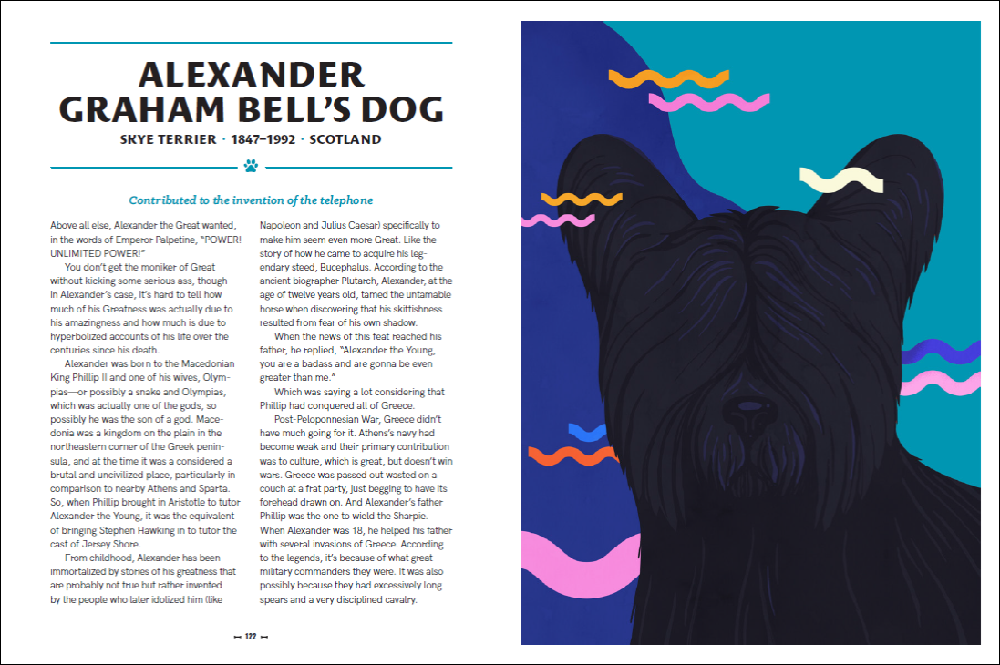 ALEXANDER
GRAHAM BELL'S DOG
SKYE TERRIER · 1847–1992 · SCOTLAND
Contributed to the invention of the telephone
Above all else, Alexander the Great wanted,
in the words of Emperor Palpetine, “POWER!
UNLIMITED POWER!”
You don’t get the moniker of Great
without kicking some serious ass, though
in Alexander’s case, it’s hard to tell how
much of his Greatness was actually due to
his amazingness and how much is due to
hyperbolized accounts of his life over the
centuries since his death.
Alexander was born to the Macedonian
King Phillip II and one of his wives, Olym-
pias—or possibly a snake and Olympias,
which was actually one of the gods, so
possibly he was the son of a god. Mace-
donia was a kingdom on the plain in the
northeastern corner of the Greek penin-
sula, and at the time it was a considered a
brutal and uncivilized place, particularly in
comparison to nearby Athens and Sparta.
So, when Phillip brought in Aristotle to tutor
Alexander the Young, it was the equivalent
of bringing Stephen Hawking in to tutor the
cast of Jersey Shore.
From childhood, Alexander has been
immortalized by stories of his greatness that
are probably not true but rather invented
by the people who later idolized him (like
Napoleon and Julius Caesar) specifically to
make him seem even more Great. Like the
story of how he came to acquire his leg-
endary steed, Bucephalus. According to the
ancient biographer Plutarch, Alexander, at the
age of twelve years old, tamed the untamable
horse when discovering that his skittishness
resulted from fear of his own shadow.
When the news of this feat reached his
father, he replied, “Alexander the Young,
you are a badass and are gonna be even
greater than me.”
Which was saying a lot considering that
Phillip had conquered all of Greece.
Post-Peloponnesian War, Greece didn’t
have much going for it. Athens’s navy had
become weak and their primary contribution
was to culture, which is great, but doesn’t win
wars. Greece was passed out wasted on a
couch at a frat party, just begging to have its
forehead drawn on. And Alexander’s father
Phillip was the one to wield the Sharpie.
When Alexander was 18, he helped his father
with several invasions of Greece. According
to the legends, it’s because of what great
military commanders they were. It was also
possibly because they had excessively long
spears and a very disciplined cavalry.
122